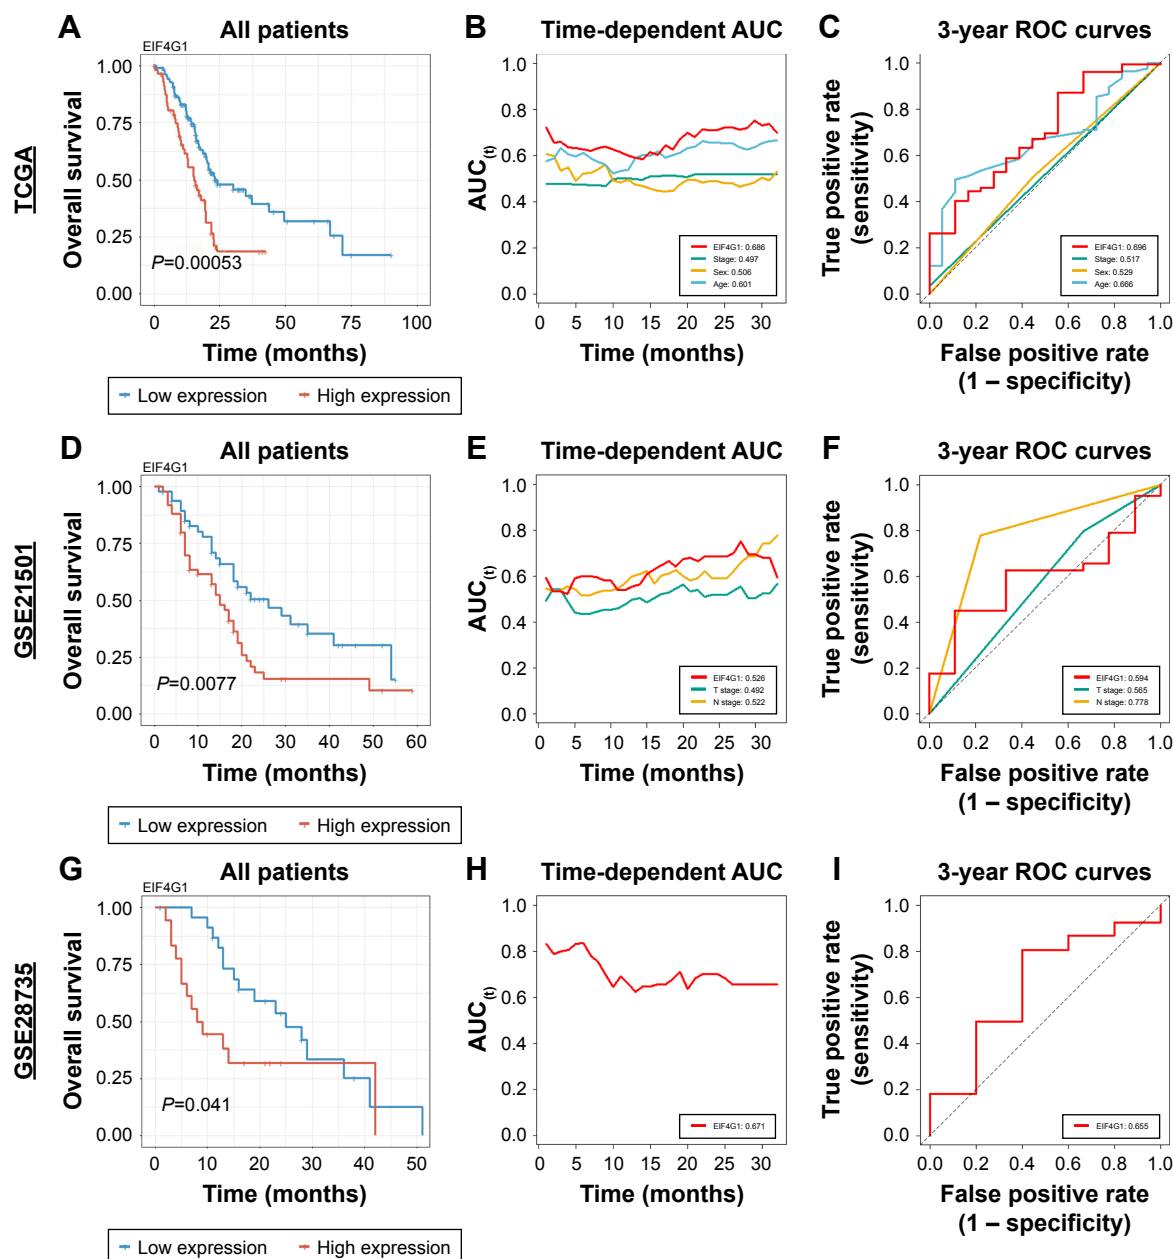 A All patients
EIF4G1
TCGA
Overall survival
1.00
0.75
0.50
0.25
0.00
P=0.00053
0 25 50 75 100
Time (months)
Low expression High expression
B Time-dependent AUC
AUC(t)
1.0
0.8
0.6
0.4
0.2
0.0
EIF4G1: 0.686
Stage: 0.497
Sex: 0.506
Age: 0.601
0 5 10 15 20 25 30
Time (months)
C 3-year ROC curves
True positive rate
(sensitivity)
1.0
0.8
0.6
0.4
0.2
0.0
EIF4G1: 0.696
Stage: 0.517
Sex: 0.529
Age: 0.666
0.0 0.2 0.4 0.6 0.8 1.0
False positive rate
(1 – specificity)
D All patients
EIF4G1
GSE21501
Overall survival
1.00
0.75
0.50
0.25
0.00
P=0.0077
0 10 20 30 40 50 60
Time (months)
Low expression High expression
E Time-dependent AUC
AUC(t)
1.0
0.8
0.6
0.4
0.2
0.0
EIF4G1: 0.526
T stage: 0.492
N stage: 0.522
0 5 10 15 20 25 30
Time (months)
F 3-year ROC curves
True positive rate
(sensitivity)
1.0
0.8
0.6
0.4
0.2
0.0
EIF4G1: 0.594
T stage: 0.565
N stage: 0.778
0.0 0.2 0.4 0.6 0.8 1.0
False positive rate
(1 – specificity)
G All patients
EIF4G1
GSE28735
Overall survival
1.00
0.75
0.50
0.25
0.00
P=0.041
0 10 20 30 40 50
Time (months)
Low expression High expression
H Time-dependent AUC
AUC(t)
1.0
0.8
0.6
0.4
0.2
0.0
EIF4G1: 0.671
0 5 10 15 20 25 30
Time (months)
I 3-year ROC curves
True positive rate
(sensitivity)
1.0
0.8
0.6
0.4
0.2
0.0
EIF4G1: 0.655
0.0 0.2 0.4 0.6 0.8 1.0
False positive rate
(1 – specificity)